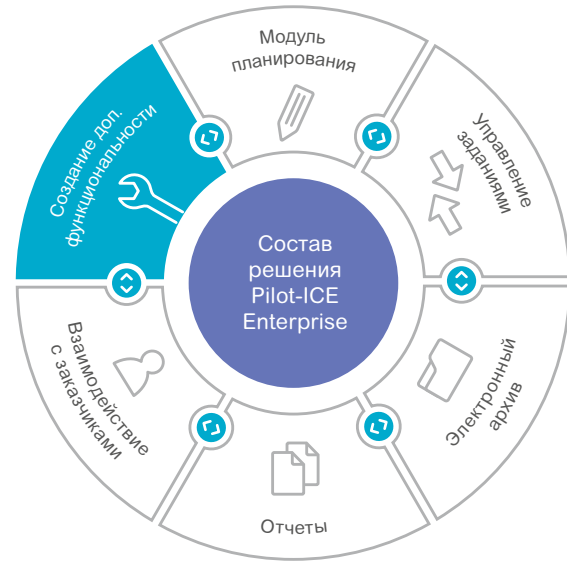 Модуль
планирования
Управление
заданиями
Электронный
архив
Отчеты
Взаимодействие
с заказчиками
Создание доп.
функциональности
Состав
решения
Pilot-ICE
Enterprise